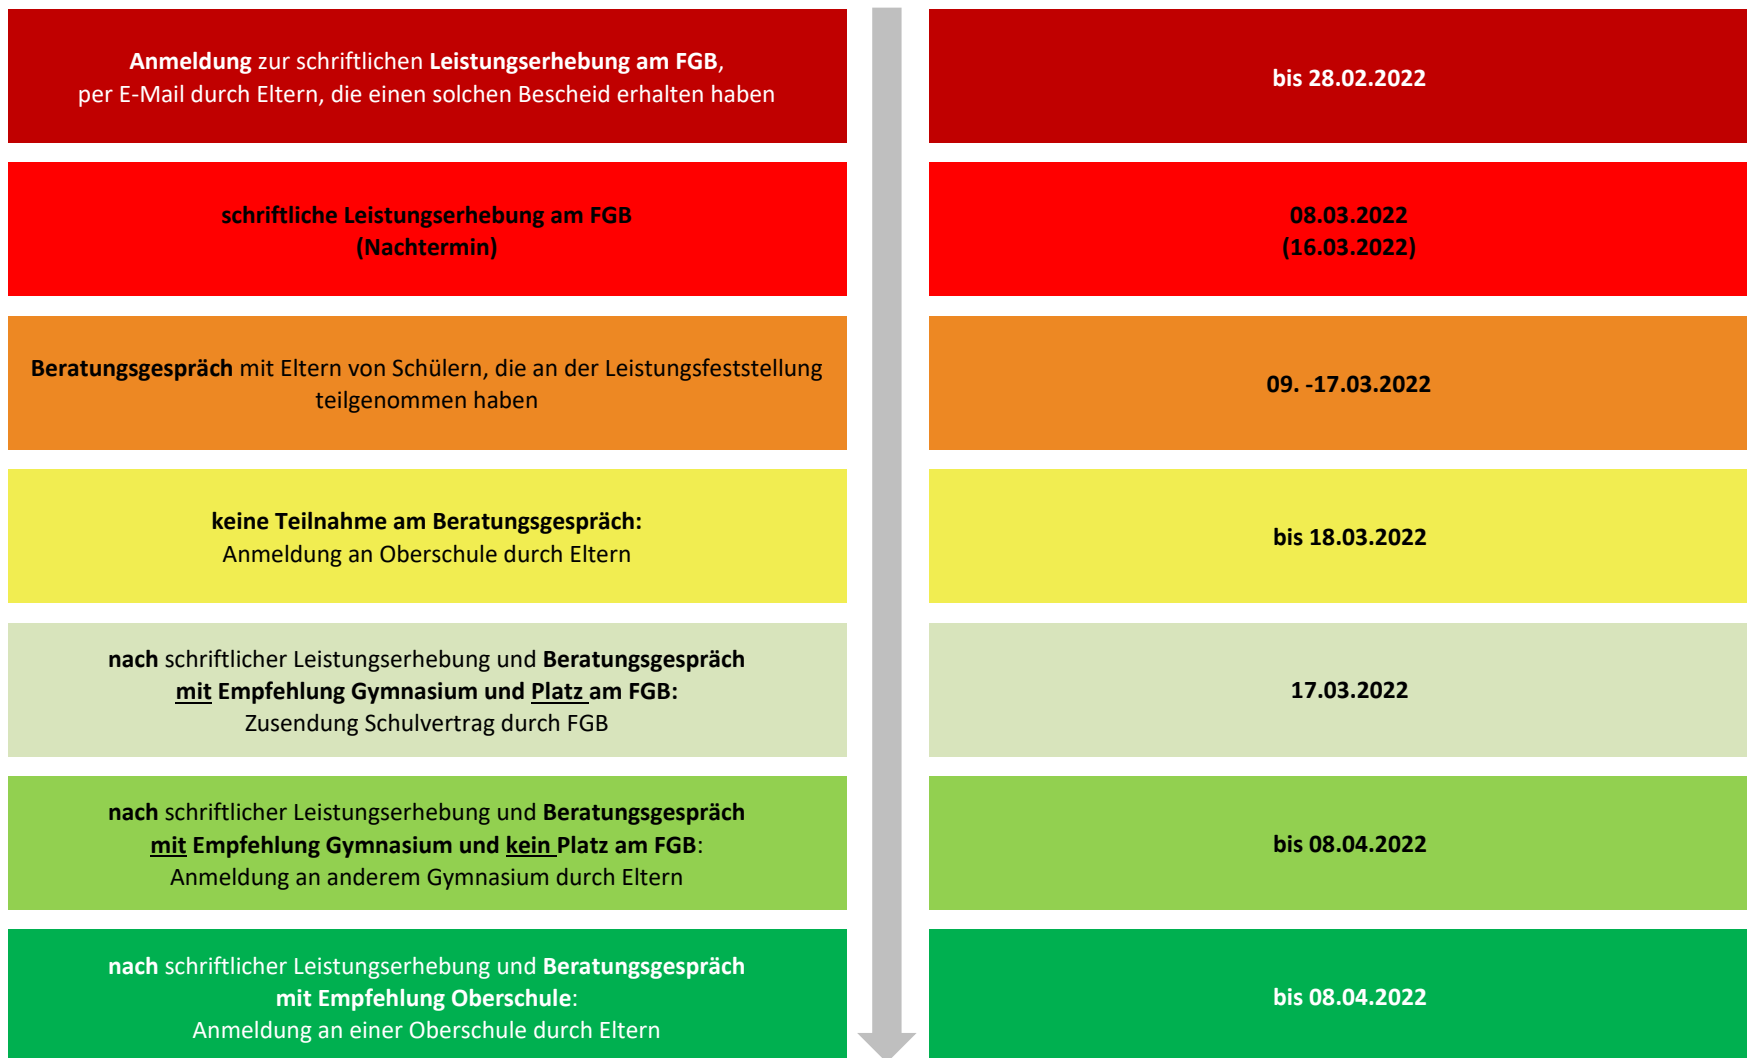 Anmeldung zur schriftlichen Leistungserhebung am FGB,
per E-Mail durch Eltern, die einen solchen Bescheid erhalten haben
bis 28.02.2022
schriftliche Leistungserhebung am FGB
(Nachtermin)
08.03.2022
(16.03.2022)
Beratungsgespräch mit Eltern von Schülern, die an der Leistungsfeststellung
teilgenommen haben
09. -17.03.2022
keine Teilnahme am Beratungsgespräch:
Anmeldung an Oberschule durch Eltern
bis 18.03.2022
nach schriftlicher Leistungserhebung und Beratungsgespräch
mit Empfehlung Gymnasium und Platz am FGB:
Zusendung Schulvertrag durch FGB
17.03.2022
nach schriftlicher Leistungserhebung und Beratungsgespräch
mit Empfehlung Gymnasium und kein Platz am FGB:
Anmeldung an anderem Gymnasium durch Eltern
bis 08.04.2022
nach schriftlicher Leistungserhebung und Beratungsgespräch
mit Empfehlung Oberschule:
Anmeldung an einer Oberschule durch Eltern
bis 08.04.2022